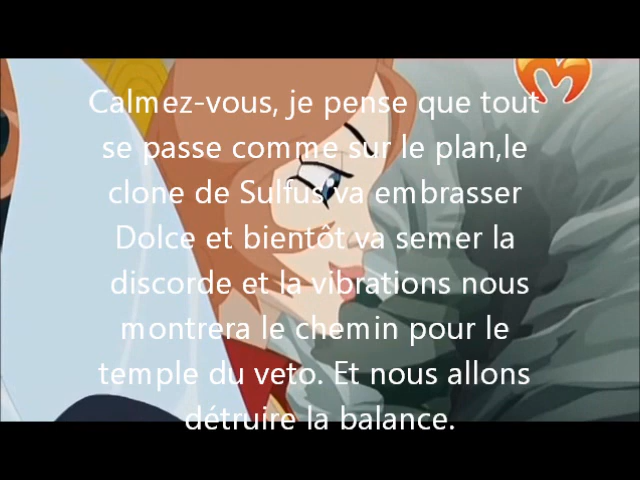 Calmez-vous, je pense que tout
se passe comme sur le plan,le
clone de Sulfus va embrasser
Dolce et bientôt va semer la
discorde et la vibrations nous
montrera le chemin pour le
temple du veto. Et nous allons
détruire la balance.